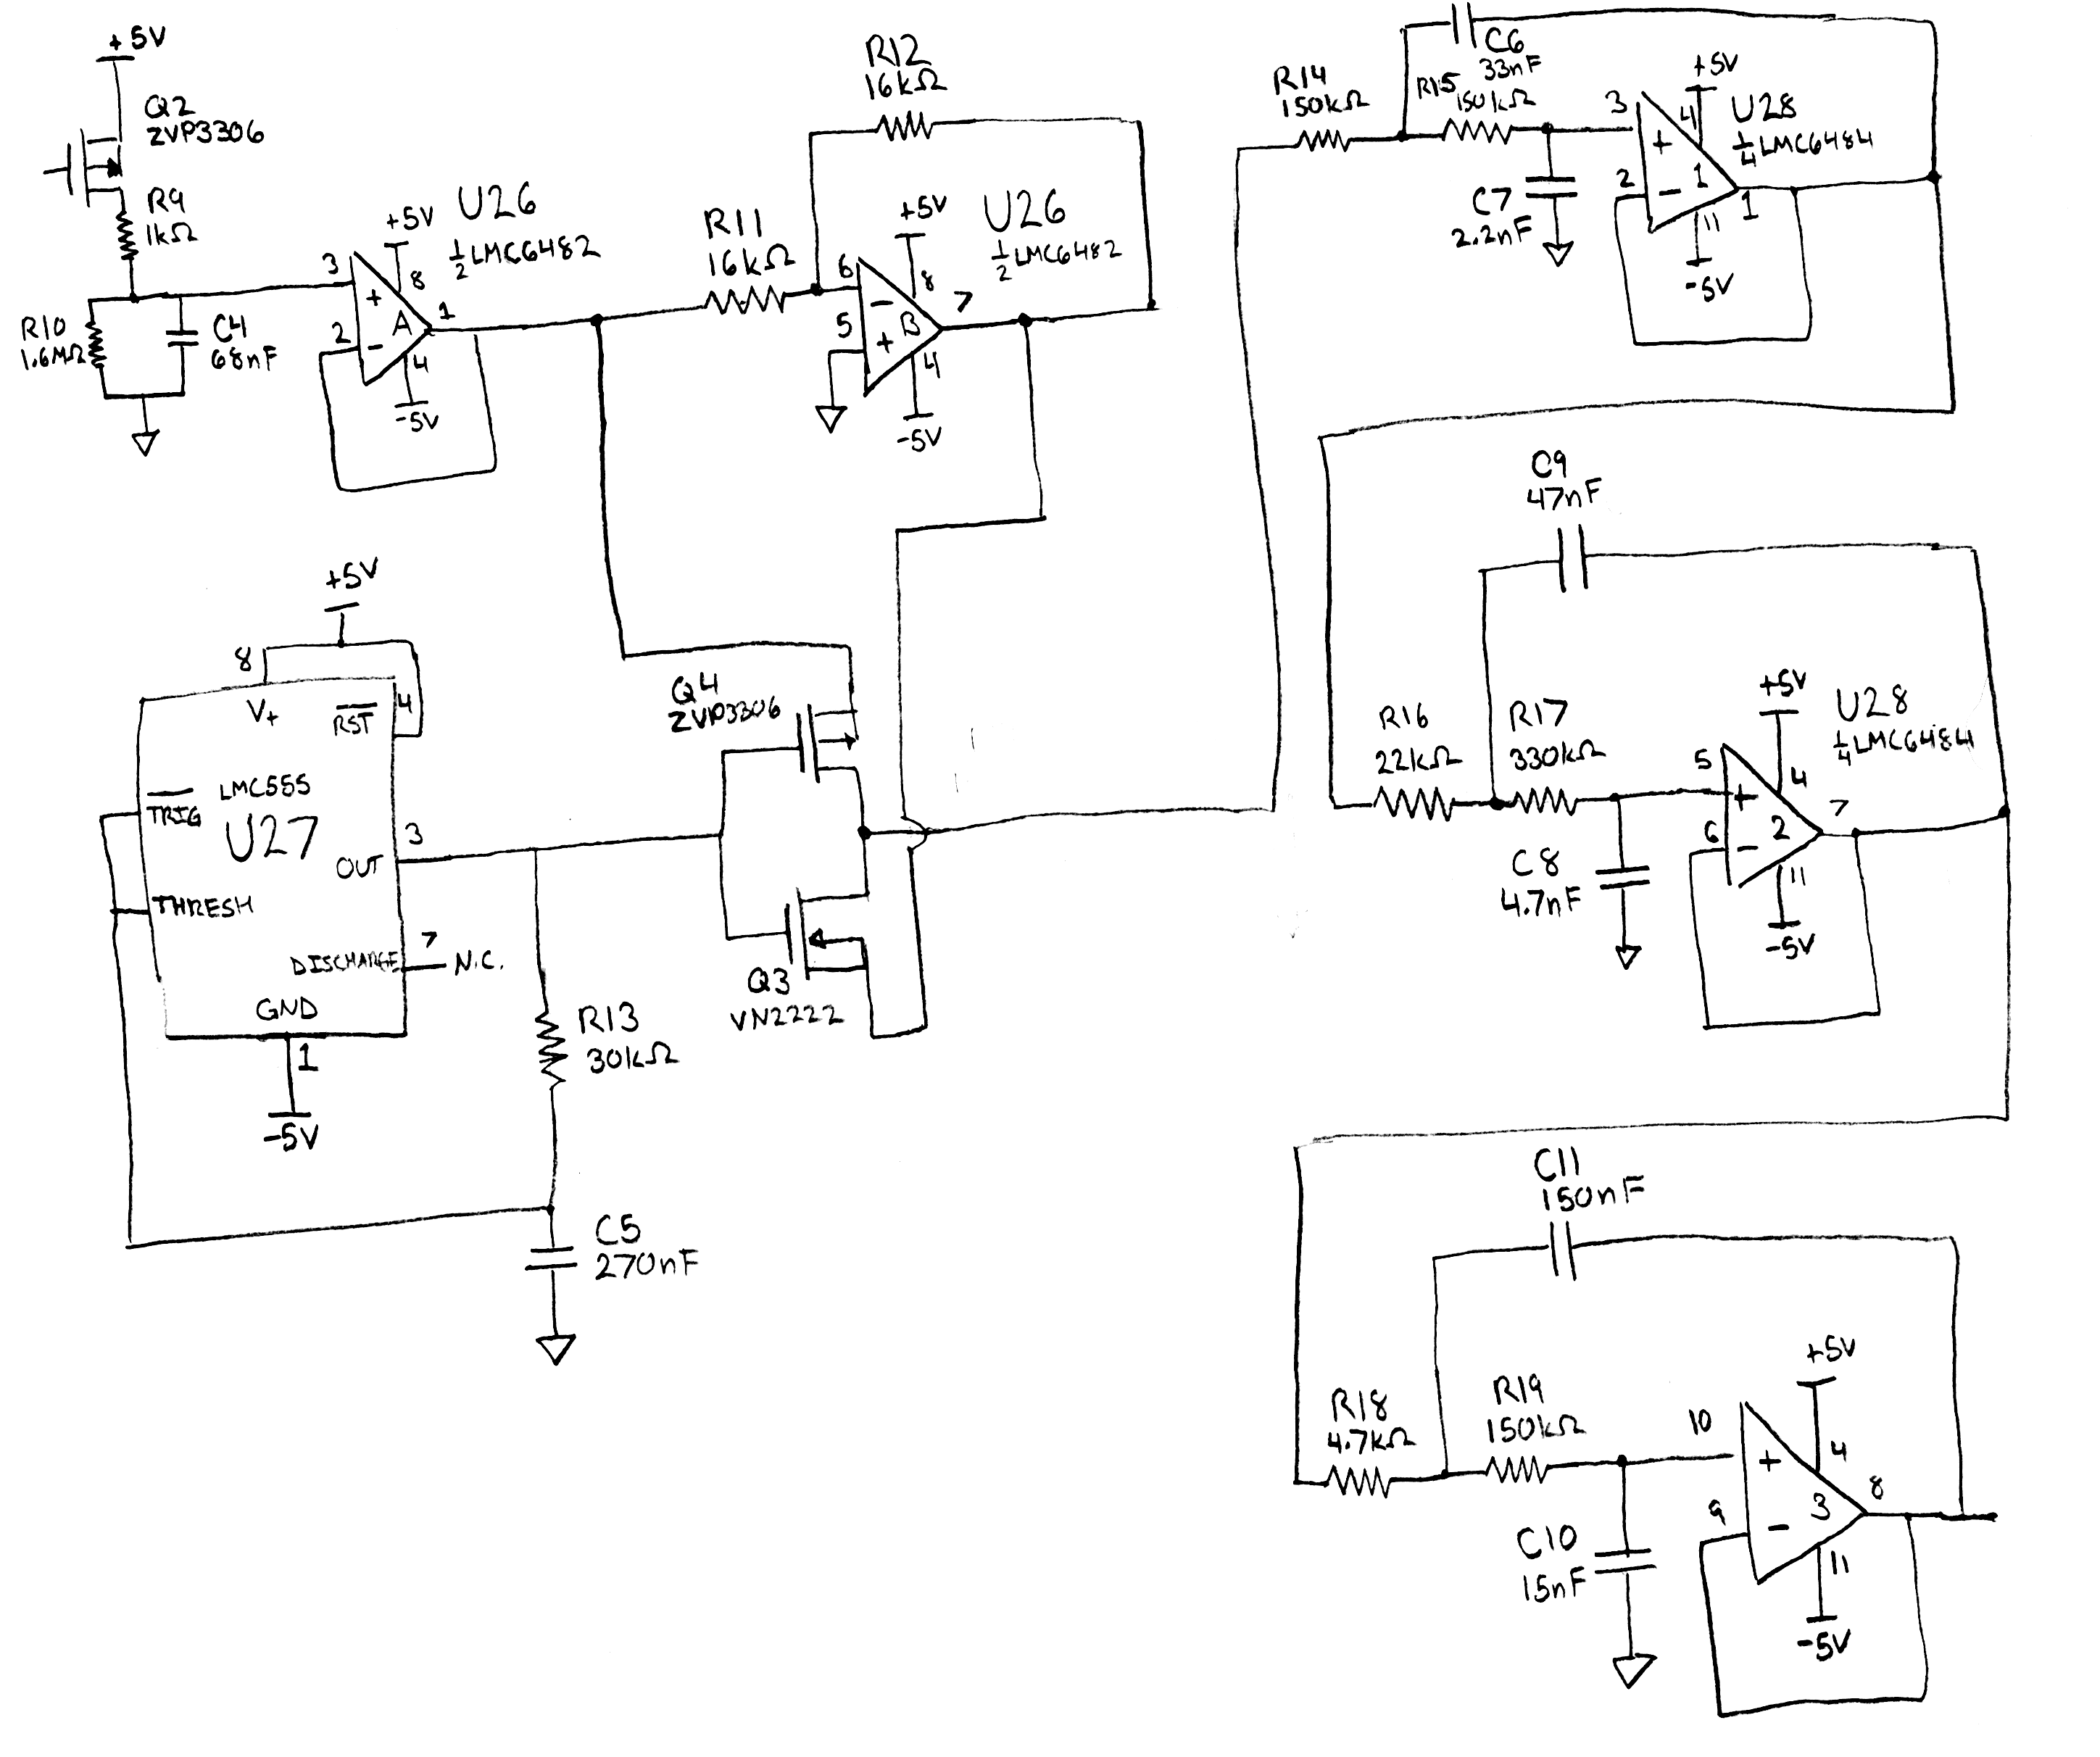 +5V
Q2
ZVP3306
R9
1kΩ
R10
1.6MΩ
C4
68nF
3
2
+
-
A
+5V
8
1
4
-5V
U26
½ LMC6482
R11
16kΩ
R12
16kΩ
6
5
-
+
B
+5V
8
7
4
-5V
U26
½ LMC6482
+5V
8
V+
RST
4
TRIG
LMC555
U27
THRESH
OUT
3
DISCHARGE
7
N.C.
GND
1
-5V
R13
30kΩ
C5
270nF
Q4
ZVP3306
Q3
VN2222
R14
150kΩ
C6
33nF
R15
150kΩ
C7
2.2nF
3
2
+
-
1
+5V
4
1
11
-5V
U28
¼ LMC6484
C9
47nF
R16
22kΩ
R17
330kΩ
C8
4.7nF
5
6
+
-
2
+5V
4
7
11
-5V
U28
¼ LMC6484
C11
150nF
R18
4.7kΩ
R19
150kΩ
C10
15nF
10
9
+
-
3
+5V
4
8
11
-5V